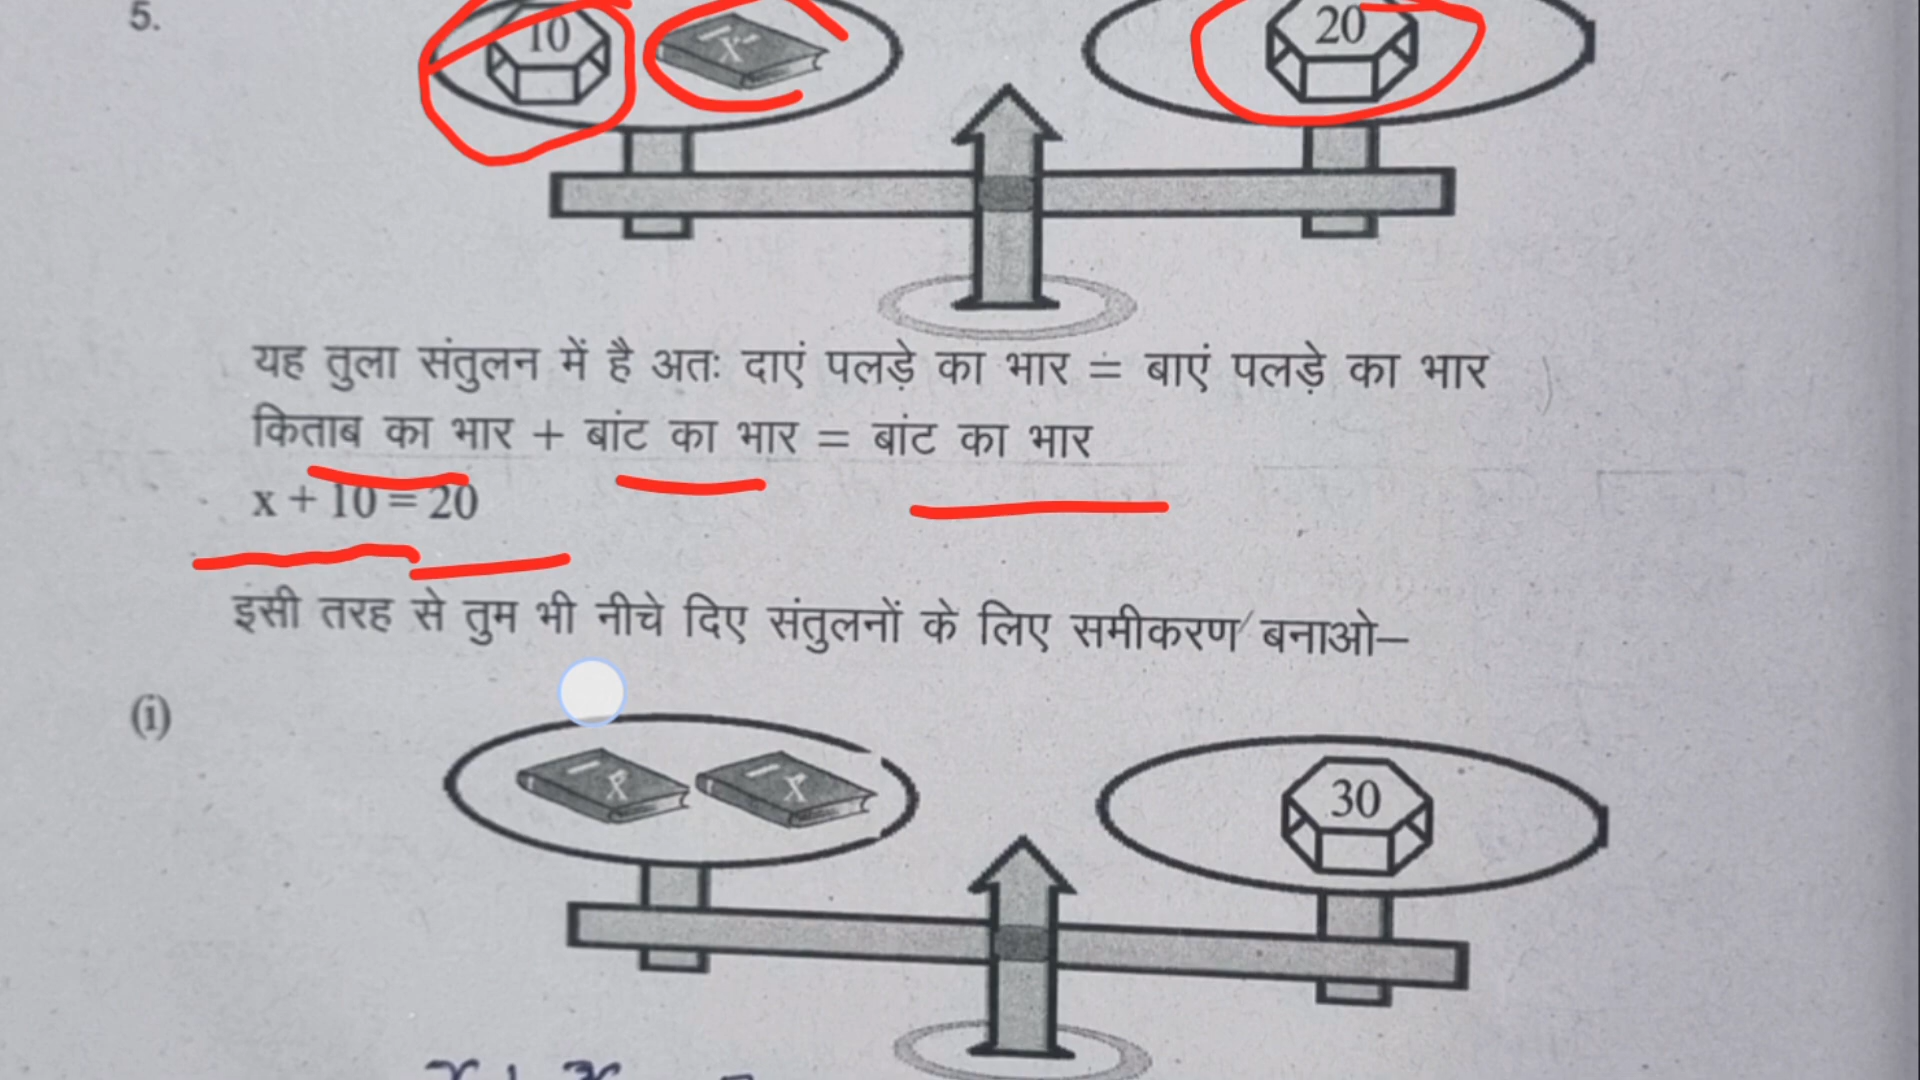 5.
10 x 20
यह तुला संतुलन में है अतः दाएं पलड़े का भार = बाएं पलड़े का भार
किताब का भार + बांट का भार = बांट का भार
x + 10 = 20
इसी तरह से तुम भी नीचे दिए संतुलनों के लिए समीकरण बनाओ–
(i)
x x 30